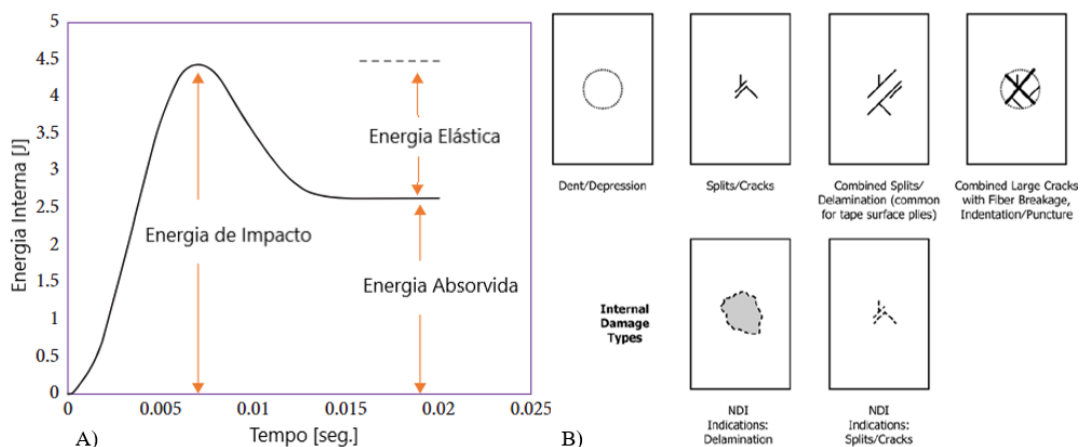 Energia Interna [J]
5
4.5
4
3.5
3
2.5
2
1.5
1
0.5
0
0
0.005
0.01
0.015
0.02
0.025
Energia Elástica
Energia de Impacto
Energia Absorvida
A)
Tempo [seg.]
B)
Dent/Depression
Splits/Cracks
Combined Splits/
Delamination (common
for tape surface plies)
Combined Large Cracks
with Fiber Breakage,
Indentation/Puncture
Internal
Damage
Types
NDI
Indications:
Delamination
NDI
Indications:
Splits/Cracks